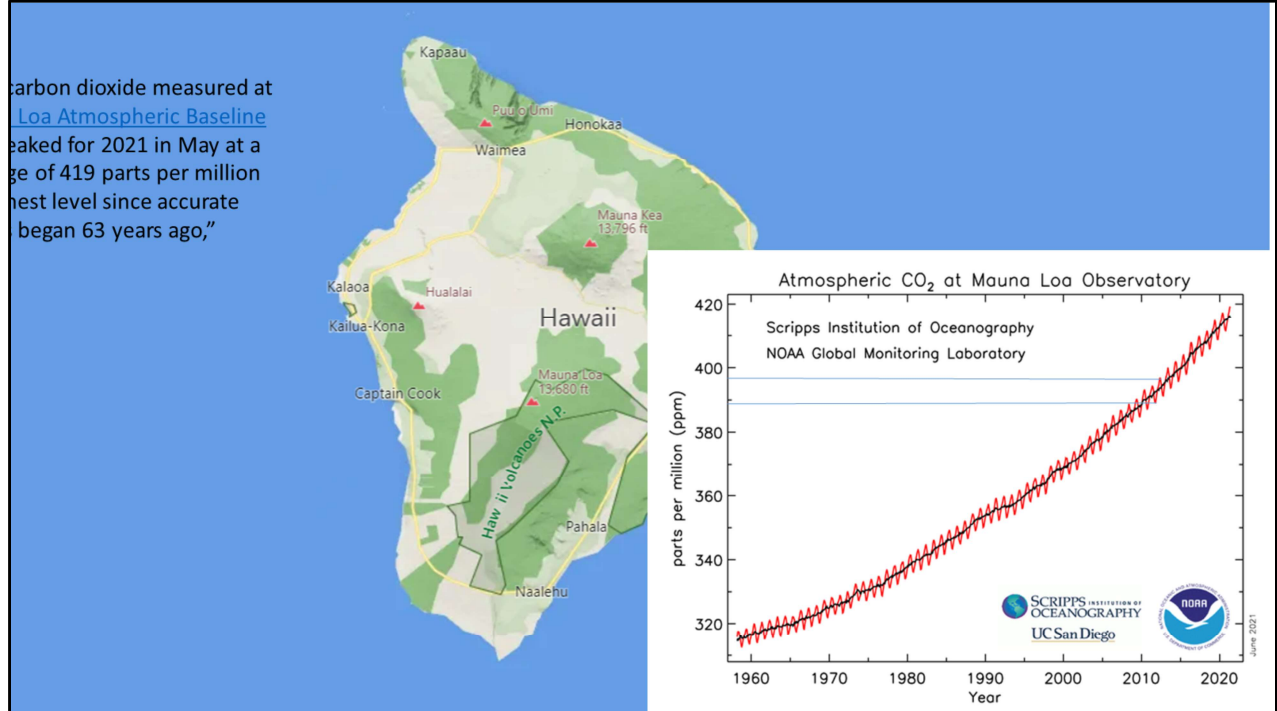 carbon dioxide measured at
Loa Atmospheric Baseline
eaked for 2021 in May at a
ge of 419 parts per million
hest level since accurate
began 63 years ago,”
Kapaau
Puu o Umi
Honokaa
Waimea
Mauna Kea
13,796 ft
Kalaoa
Hualalai
Kailua-Kona
Hawaii
Mauna Loa
13,680 ft
Captain Cook
Haw ii Volcanoes N.P.
Pahala
Naalehu
Atmospheric CO₂ at Mauna Loa Observatory
Scripps Institution of Oceanography
NOAA Global Monitoring Laboratory
parts per million (ppm)
420
400
380
360
340
320
1960 1970 1980 1990 2000 2010 2020
Year
SCRIPPS INSTITUTION OF
OCEANOGRAPHY
UC San Diego
NOAA
June 2021